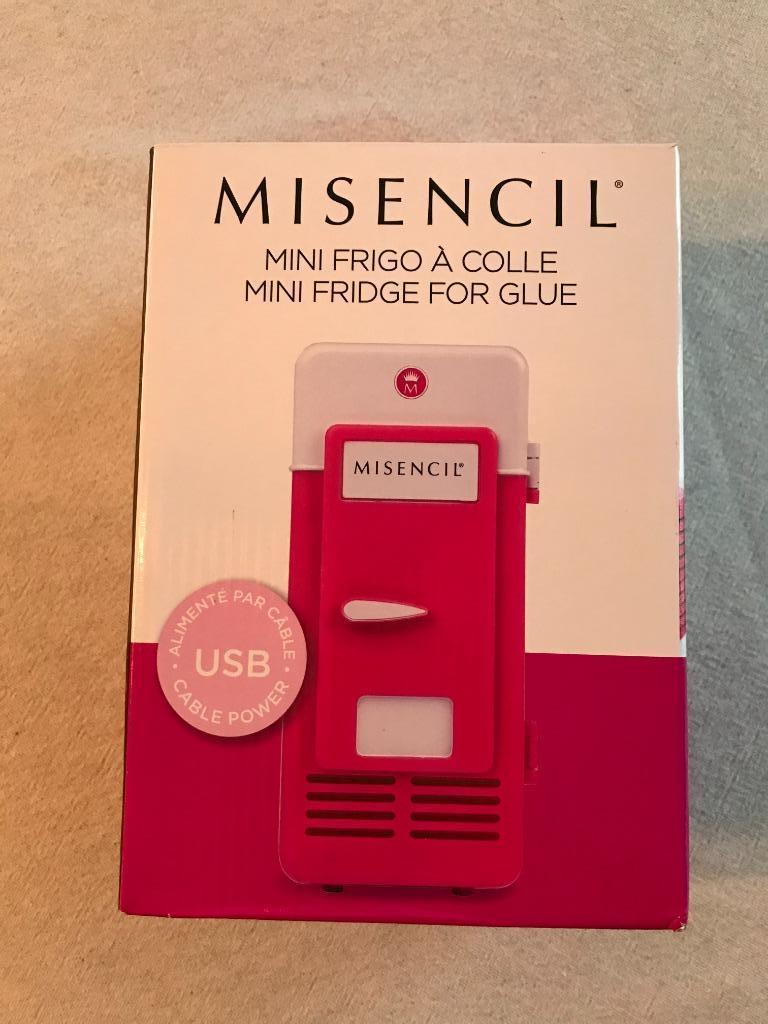 MISENCIL®
MINI FRIGO À COLLE
MINI FRIDGE FOR GLUE
M
MISENCIL®
ALIMENTÉ PAR CÂBLE
USB
CABLE POWER